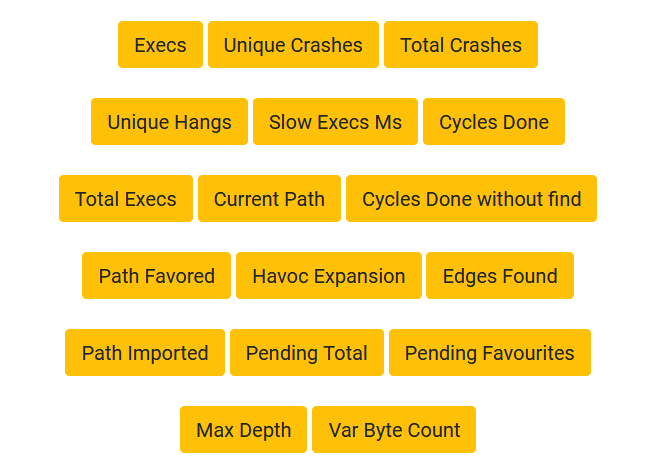 Execs Unique Crashes Total Crashes
Unique Hangs Slow Execs Ms Cycles Done
Total Execs Current Path Cycles Done without find
Path Favored Havoc Expansion Edges Found
Path Imported Pending Total Pending Favourites
Max Depth Var Byte Count